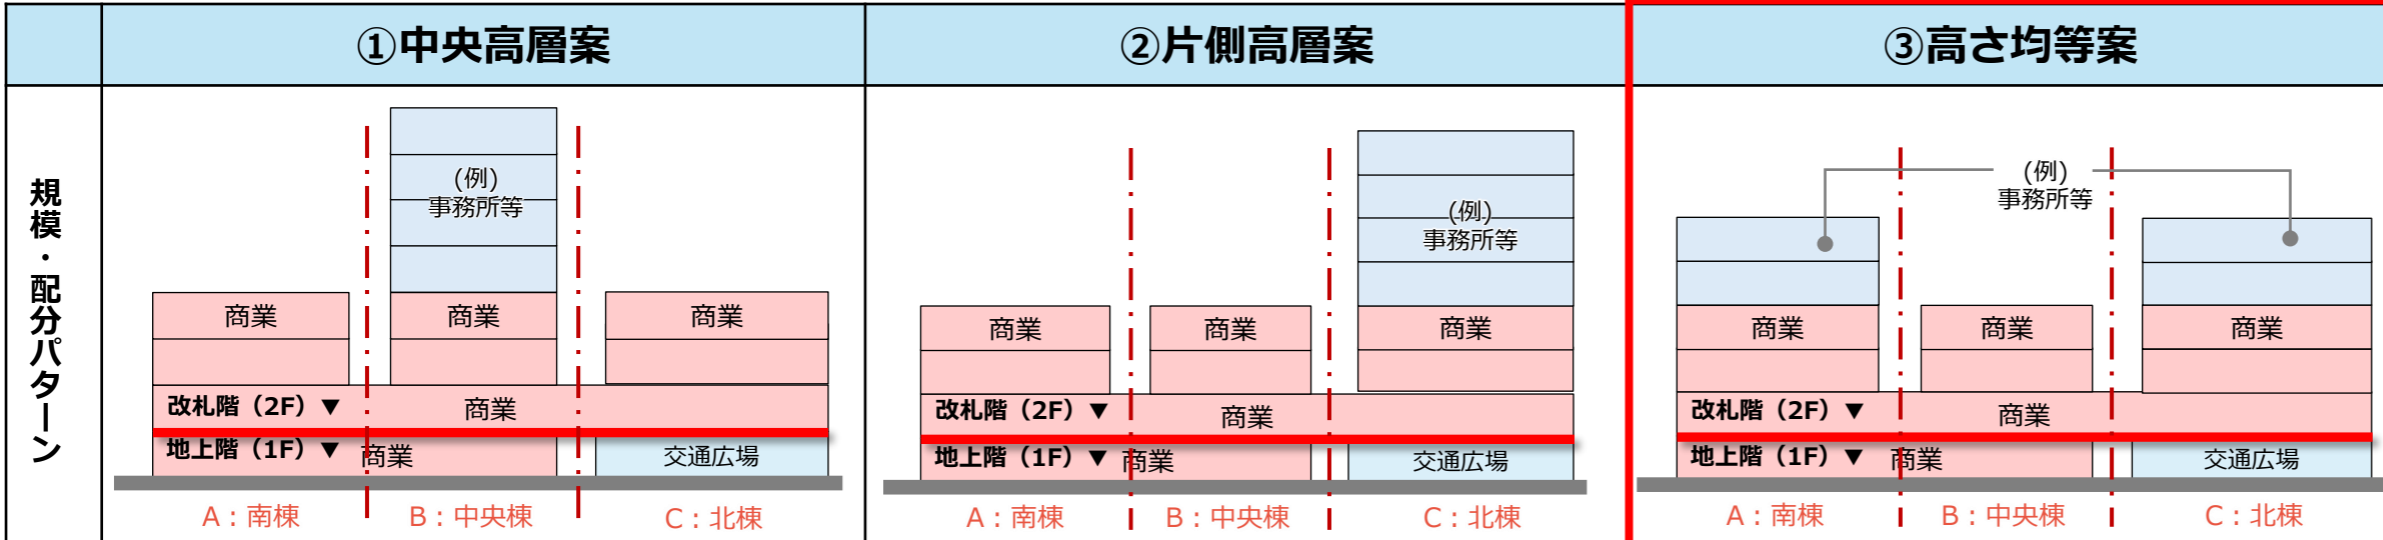 ①中央高層案
②片側高層案
③高さ均等案
規模・配分パターン
(例)
事務所等
商業
商業
商業
改札階（2F）▼
商業
地上階（1F）▼
商業
交通広場
A：南棟
B：中央棟
C：北棟
(例)
事務所等
商業
商業
商業
改札階（2F）▼
商業
地上階（1F）▼
商業
交通広場
A：南棟
B：中央棟
C：北棟
(例)
事務所等
商業
商業
商業
改札階（2F）▼
商業
地上階（1F）▼
商業
交通広場
A：南棟
B：中央棟
C：北棟